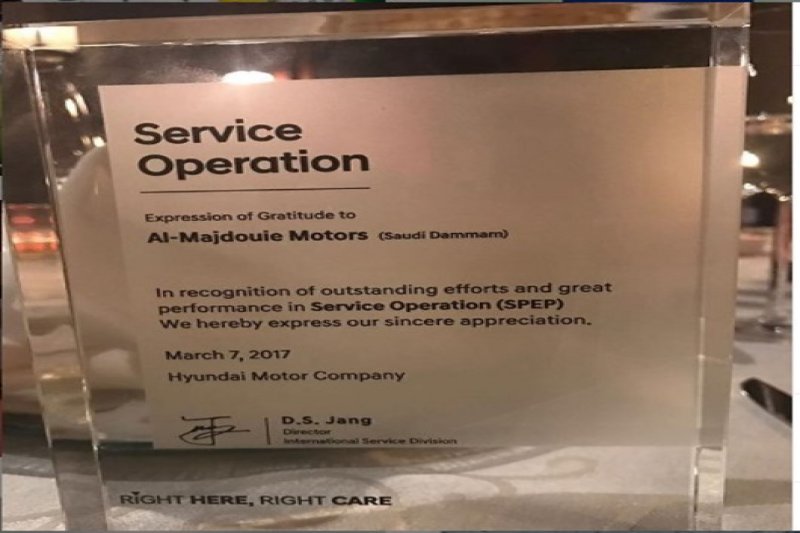 Service
Operation
Expression of Gratitude to
Al-Majdouie Motors (Saudi Dammam)
In recognition of outstanding efforts and great
performance in Service Operation (SPEP)
We hereby express our sincere appreciation.
March 7, 2017
Hyundai Motor Company
D.S. Jang
Director
International Service Division
RIGHT HERE, RIGHT CARE